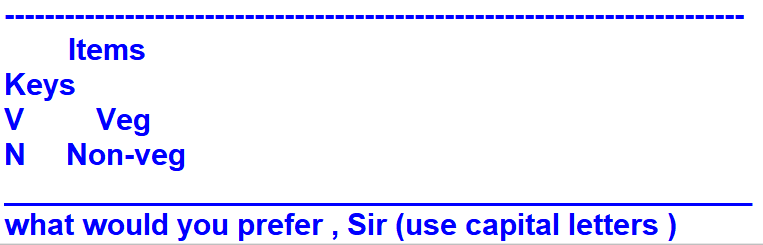 --------------------------------------------------------------------------
Items
Keys
V Veg
N Non-veg
what would you prefer , Sir (use capital letters )